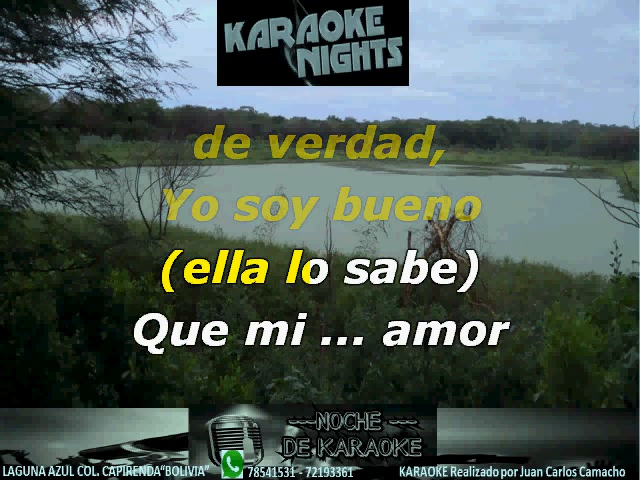 KARAOKE
NIGHTS
de verdad,
Yo soy bueno
(ella lo sabe)
Que mi ... amor
---NOCHE ---
DE KARAOKE
LAGUNA AZUL COL. CAPIRENDA"BOLIVIA"
78541531 - 72193361
KARAOKE Realizado por Juan Carlos Camacho